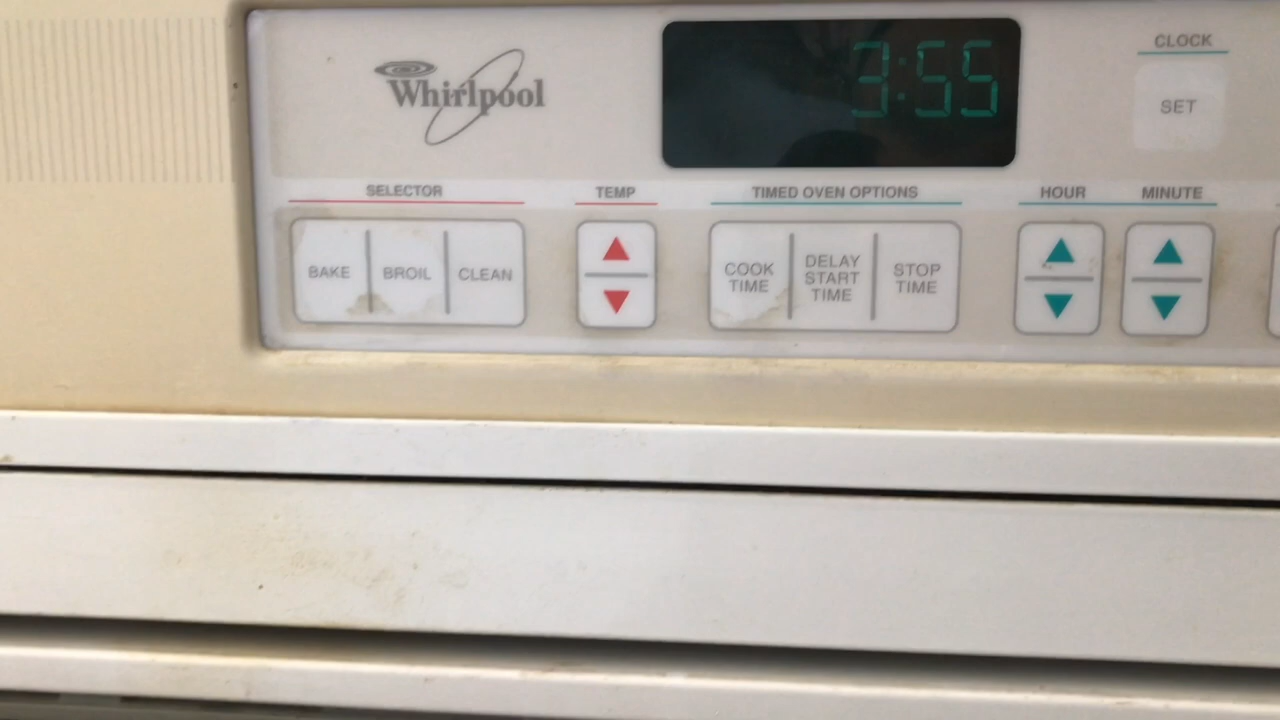 Whirlpool
3:55
CLOCK
SET
SELECTOR
TEMP
TIMED OVEN OPTIONS
HOUR
MINUTE
BAKE
BROIL
CLEAN
COOK
TIME
DELAY
START
TIME
STOP
TIME